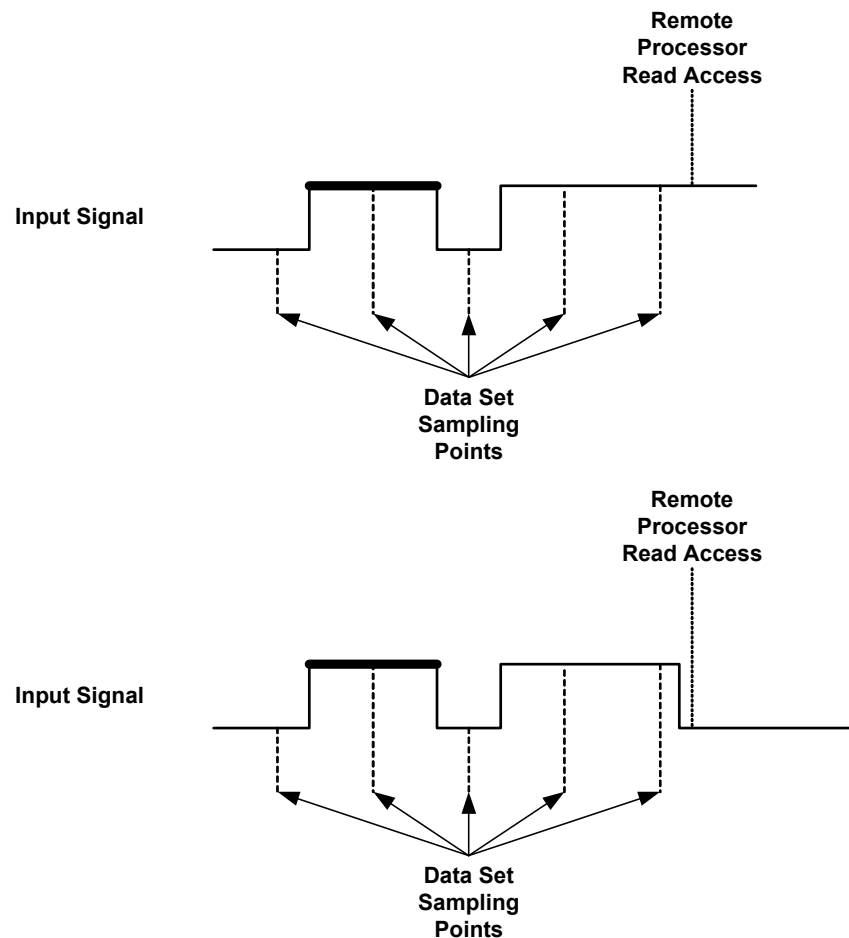 Remote
Processor
Read Access
Input Signal
Data Set
Sampling
Points
Remote
Processor
Read Access
Input Signal
Data Set
Sampling
Points